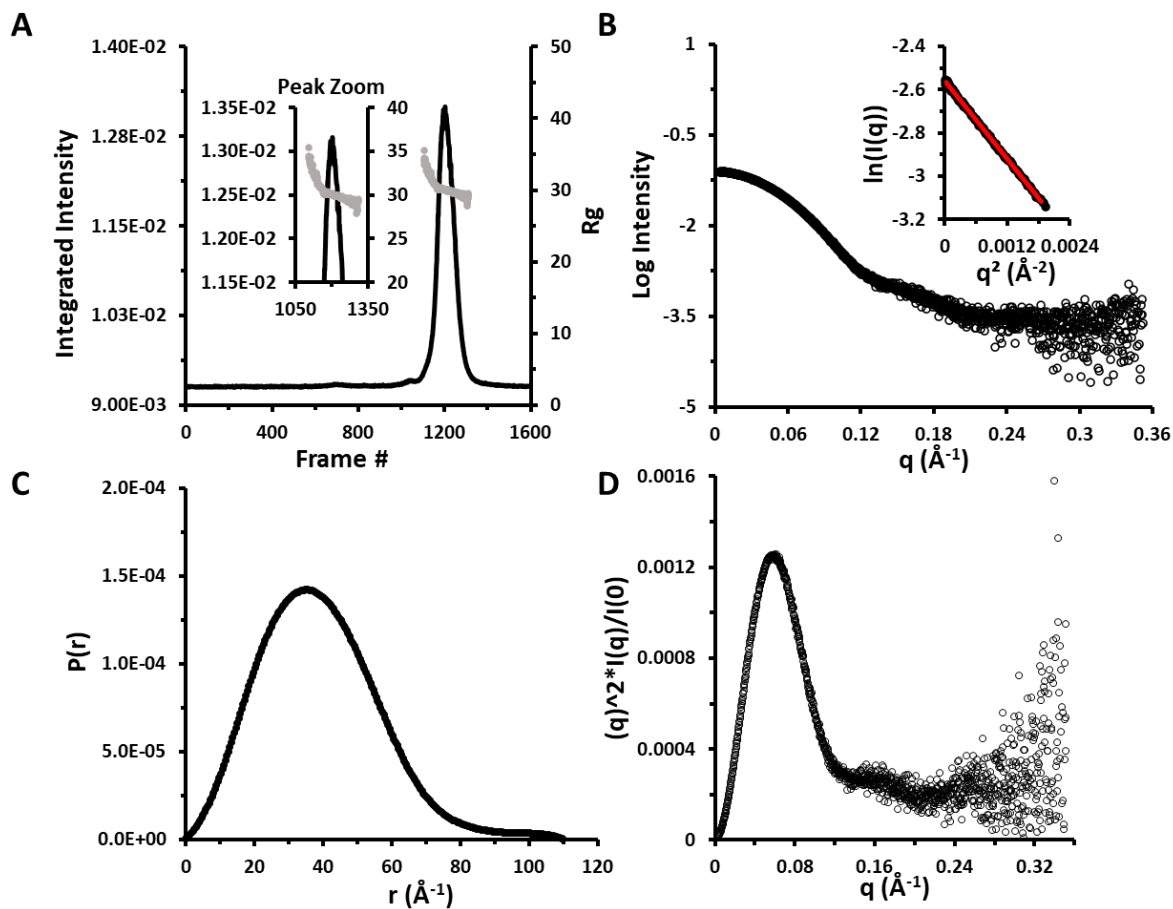 A
Integrated Intensity
1.40E-02
1.28E-02
1.15E-02
1.03E-02
9.00E-03
0 400 800 1200 1600
Frame #
50
40
30
20
10
0
Rg
Peak Zoom
1.35E-02
1.30E-02
1.25E-02
1.20E-02
1.15E-02
40
35
30
25
20
1050 1350
B
Log Intensity
1
-0.5
-2
-3.5
-5
0 0.06 0.12 0.18 0.24 0.3 0.36
q (Å⁻¹)
ln(I(q))
-2.4
-2.6
-2.8
-3
-3.2
0 0.0012 0.0024
q² (Å⁻²)
C
P(r)
2.0E-04
1.5E-04
1.0E-04
5.0E-05
0.0E+00
0 20 40 60 80 100 120
r (Å⁻¹)
D
(q)^2*I(q)/I(0)
0.0016
0.0012
0.0008
0.0004
0
0 0.08 0.16 0.24 0.32
q (Å⁻¹)